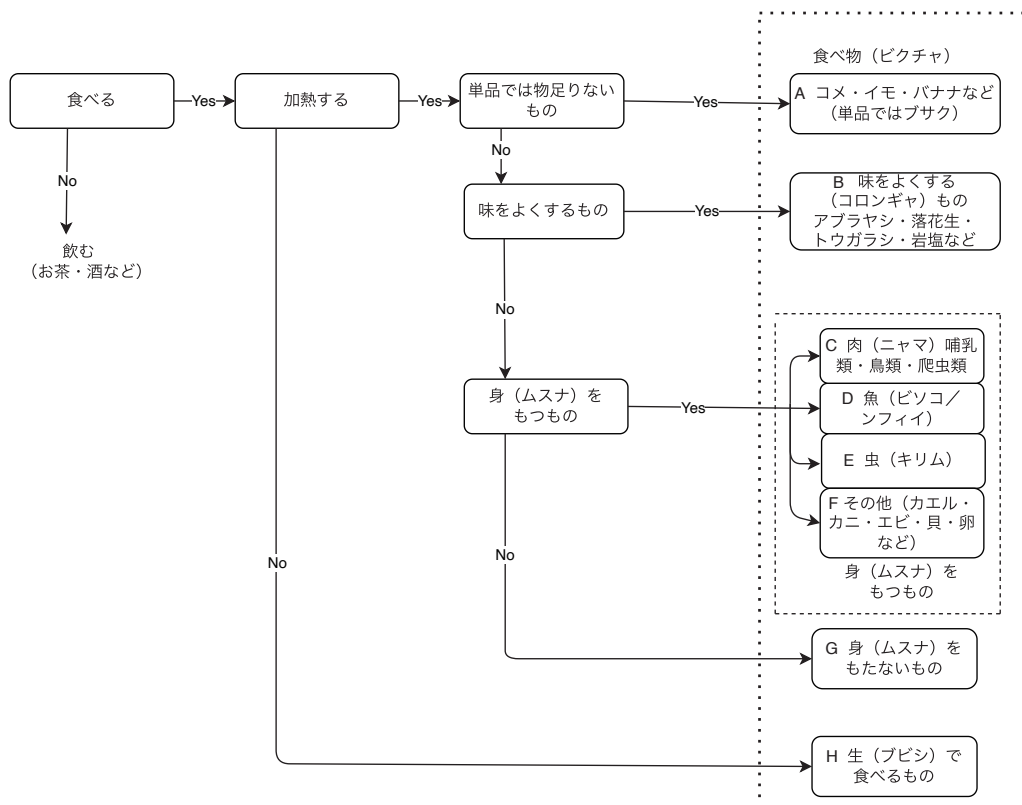 食べ物（ビクチャ）
食べる
Yes
加熱する
Yes
単品では物足りない
もの
Yes
A コメ・イモ・バナナなど
（単品ではブサク）
No
No
味をよくするもの
Yes
B 味をよくする
（コロンギャ）もの
アブラヤシ・落花生・
トウガラシ・岩塩など
飲む
（お茶・酒など）
No
C 肉（ニャマ）哺乳
類・鳥類・爬虫類
身（ムスナ）を
もつもの
Yes
D 魚（ビソコ／
ンフィイ）
E 虫（キリム）
F その他（カエル・
カニ・エビ・貝・卵
など）
No
No
身（ムスナ）を
もつもの
G 身（ムスナ）を
もたないもの
H 生（ブビシ）で
食べるもの